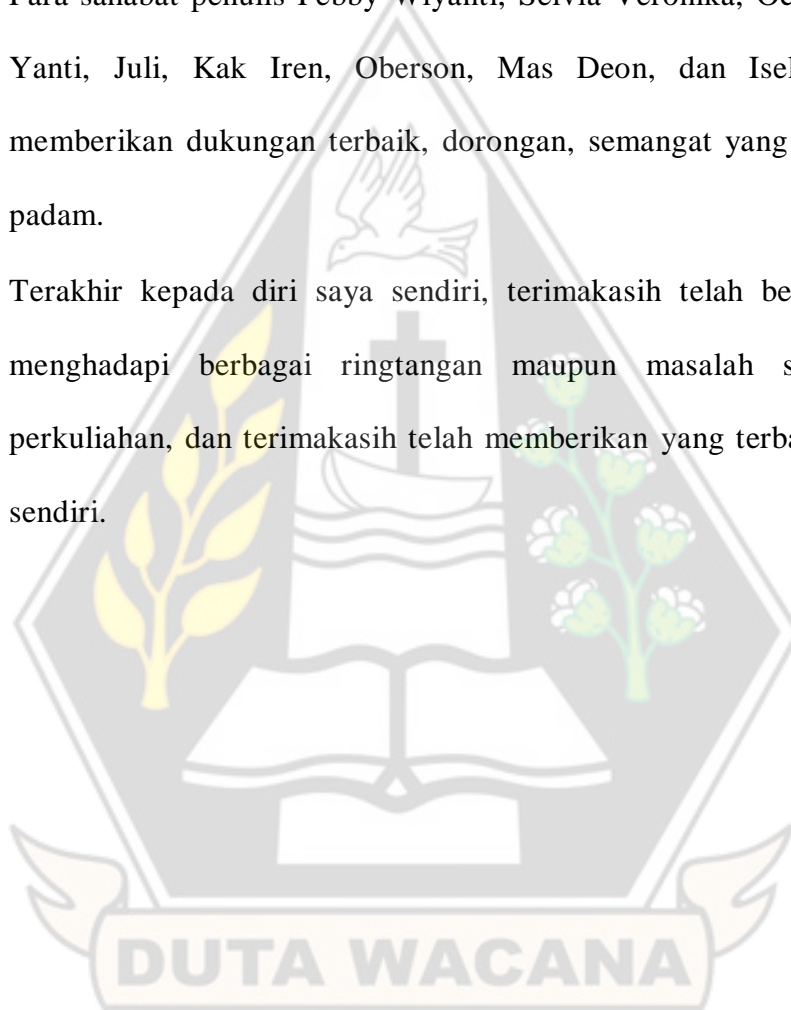 penulis Febby Wiyanti, Selvia Veronika,
Yanti, Juli, Kak Iren, Oberson, Mas Deon, dan
memberikan dukungan terbaik, dorongan, semangat yang
padam.
Terakhir kepada diri saya sendiri, terimakasih telah
menghadapi berbagai ringtangan maupun masalah
perkuliahan, dan terimakasih telah memberikan yang
sendiri.
DUTA WACANA